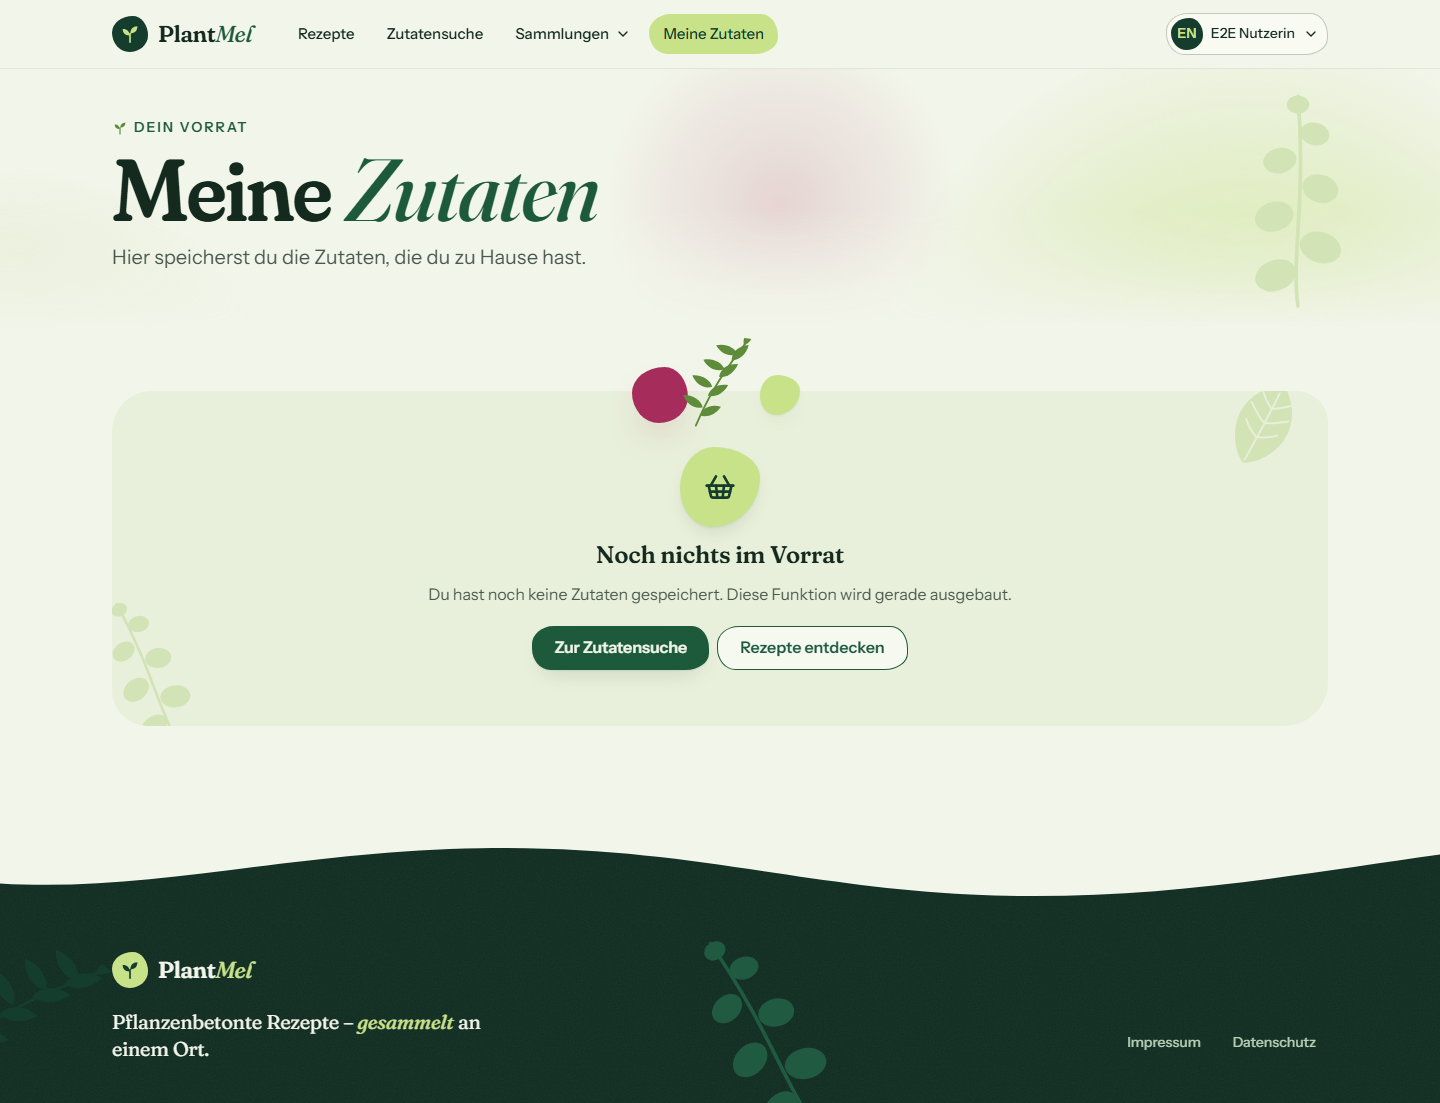 PlantMel
Rezepte
Zutatensuche
Sammlungen
Meine Zutaten
EN
E2E Nutzerin
DEIN VORRAT
Meine Zutaten
Hier speicherst du die Zutaten, die du zu Hause hast.
Noch nichts im Vorrat
Du hast noch keine Zutaten gespeichert. Diese Funktion wird gerade ausgebaut.
Zur Zutatensuche
Rezepte entdecken
PlantMel
Pflanzenbetonte Rezepte – gesammelt an
einem Ort.
Impressum
Datenschutz